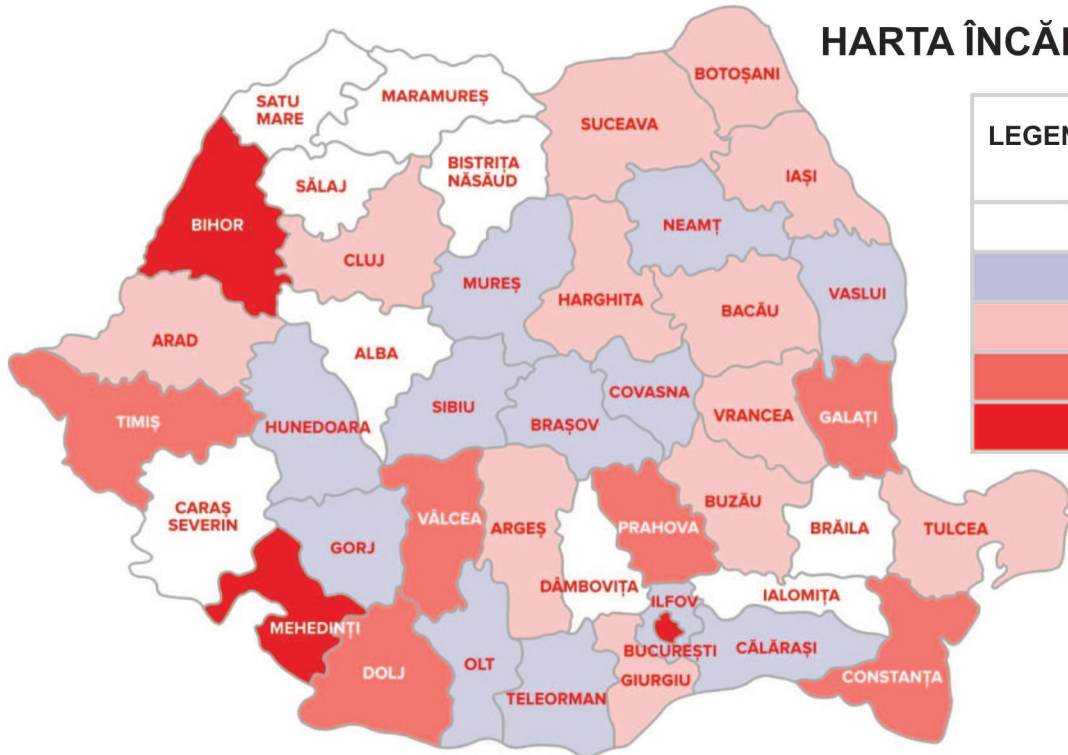 HARTA
BOTOȘANI
SATU
MARE
MARAMUREȘ
SUCEAVA
LEGEN
BISTRIȚA
NĂSĂUD
SĂLAJ
IAȘI
BIHOR
NEAMȚ
CLUJ
MUREȘ
HARGHITA
BACĂU
VASLUI
ARAD
ALBA
COVASNA
SIBIU
BRAȘOV
VRANCEA
GALAȚI
TIMIȘ
HUNEDOARA
CARAȘ
SEVERIN
VÂLCEA
ARGEȘ
PRAHOVA
BUZĂU
BRĂILA
TULCEA
GORJ
DÂMBOVIȚA
IALOMIȚA
ILFOV
MEHEDINȚI
BUCUREȘTI
CĂLĂRAȘI
OLT
DOLJ
GIURGIU
CONSTANȚA
TELEORMAN